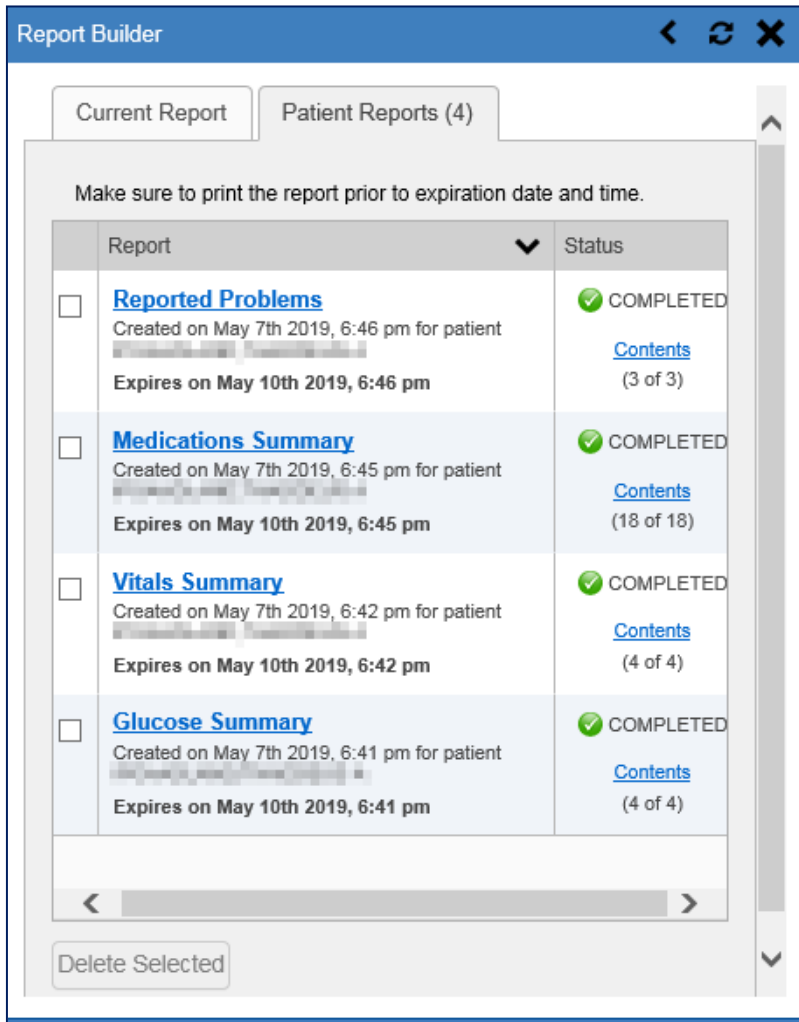 Report Builder
Current Report
Patient Reports (4)
Make sure to print the report prior to expiration date and time.
Report
Status
Reported Problems
Created on May 7th 2019, 6:46 pm for patient
Expires on May 10th 2019, 6:46 pm
COMPLETED
Contents
(3 of 3)
Medications Summary
Created on May 7th 2019, 6:45 pm for patient
Expires on May 10th 2019, 6:45 pm
COMPLETED
Contents
(18 of 18)
Vitals Summary
Created on May 7th 2019, 6:42 pm for patient
Expires on May 10th 2019, 6:42 pm
COMPLETED
Contents
(4 of 4)
Glucose Summary
Created on May 7th 2019, 6:41 pm for patient
Expires on May 10th 2019, 6:41 pm
COMPLETED
Contents
(4 of 4)
Delete Selected